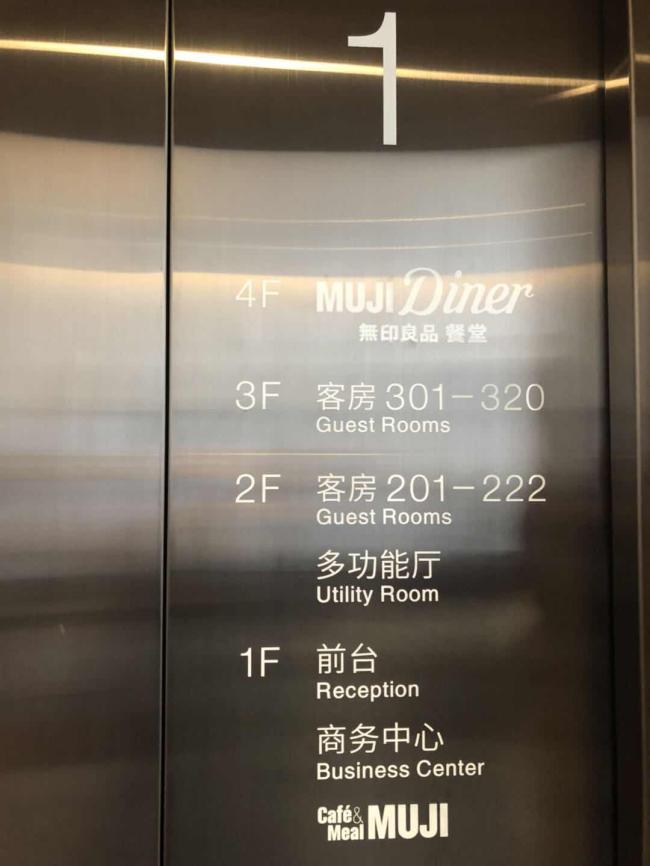 1
4F MUJI Diner
無印良品 餐堂
3F 客房 301－320
Guest Rooms
2F 客房 201－222
Guest Rooms
多功能厅
Utility Room
1F 前台
Reception
商务中心
Business Center
Café&
Meal MUJI